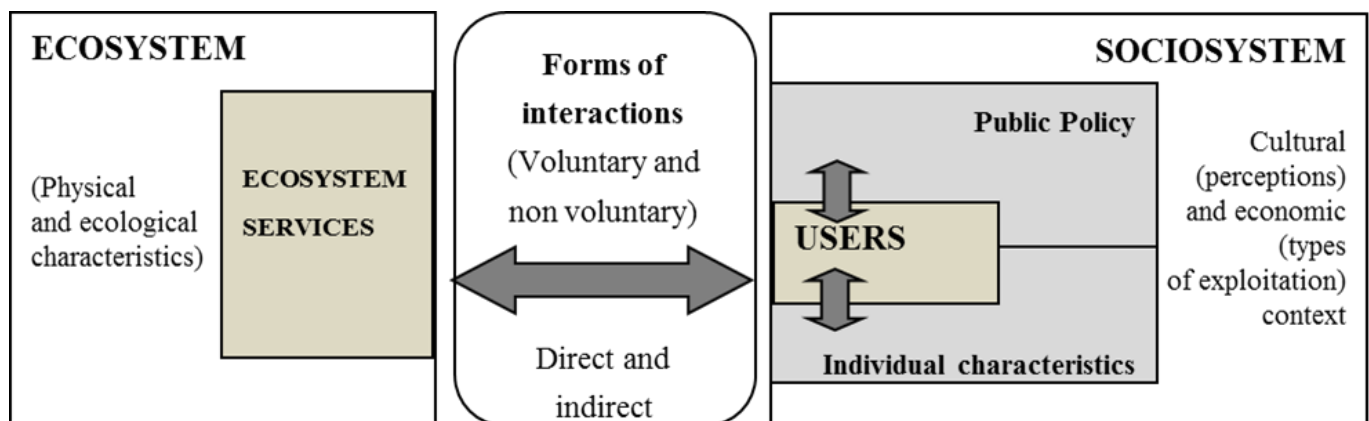 ECOSYSTEM
(Physical
and ecological
characteristics)
ECOSYSTEM
SERVICES
Forms of
interactions
(Voluntary and
non voluntary)
Direct and
indirect
SOCIOSYSTEM
Public Policy
USERS
Individual characteristics
Cultural
(perceptions)
and economic
(types
of exploitation)
context